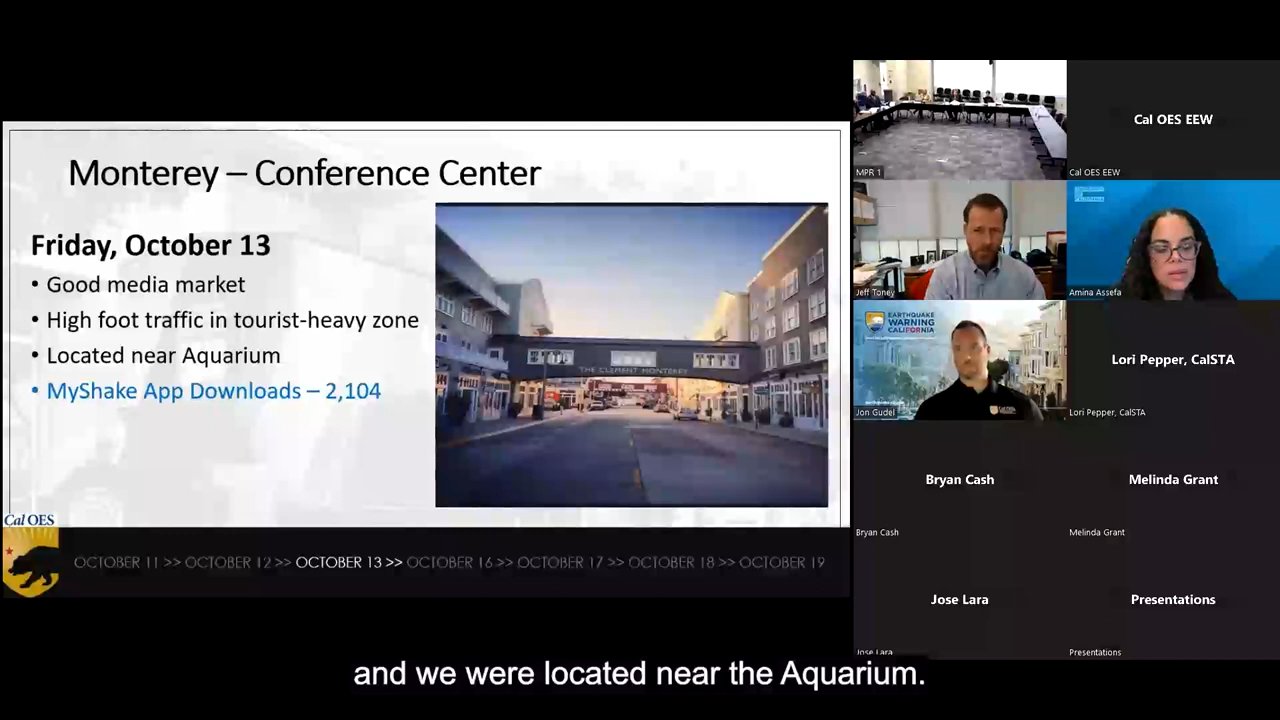 Monterey – Conference Center
Friday, October 13
• Good media market
• High foot traffic in tourist-heavy zone
• Located near Aquarium
• MyShake App Downloads – 2,104
THE CLEMENT MONTEREY
Cal OES
OCTOBER 11 >> OCTOBER 12 >> OCTOBER 13 >> OCTOBER 16 >> OCTOBER 17 >> OCTOBER 18 >> OCTOBER 19
MPR 1
Cal OES EEW
Cal OES EEW
Jeff Toney
Amina Assefa
EARTHQUAKE
WARNING
CALIFORNIA
Jon Gudel
Lori Pepper, CalSTA
Lori Pepper, CalSTA
Bryan Cash
Bryan Cash
Melinda Grant
Melinda Grant
Jose Lara
Jose Lara
Presentations
Presentations
and we were located near the Aquarium.